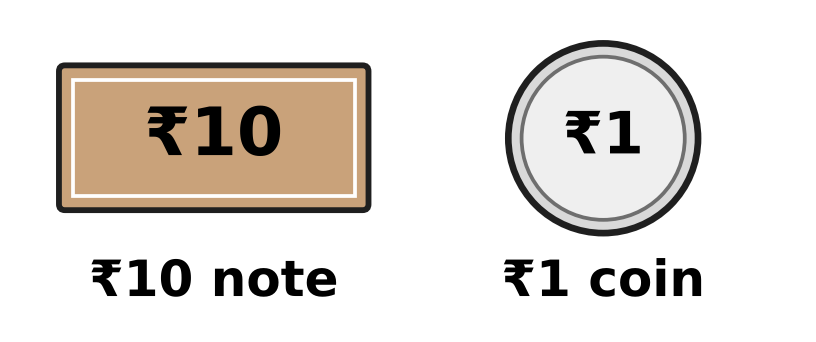 ₹10
₹1
₹10 note
₹1 coin